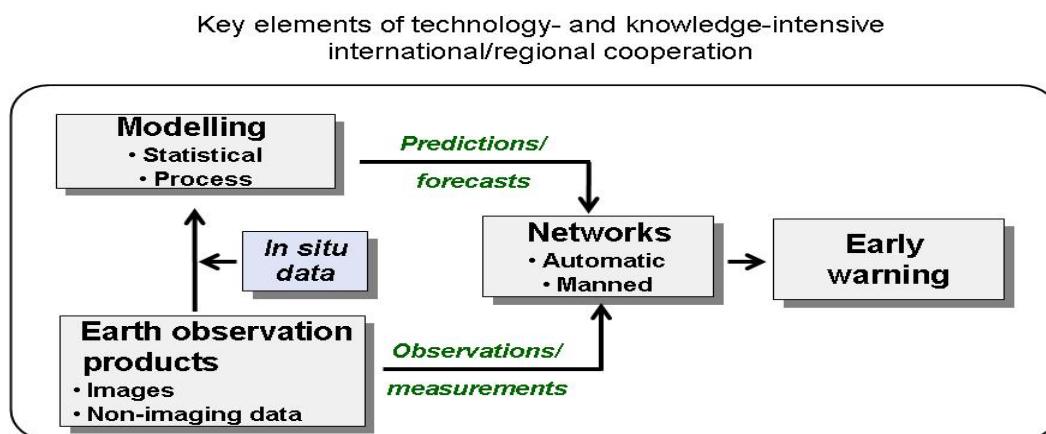 Key elements of technology- and knowledge-intensive
international/regional cooperation
Modelling
• Statistical
• Process
Predictions/
forecasts
In situ
data
Networks
• Automatic
• Manned
Early
warning
Earth observation
products
• Images
• Non-imaging data
Observations/
measurements